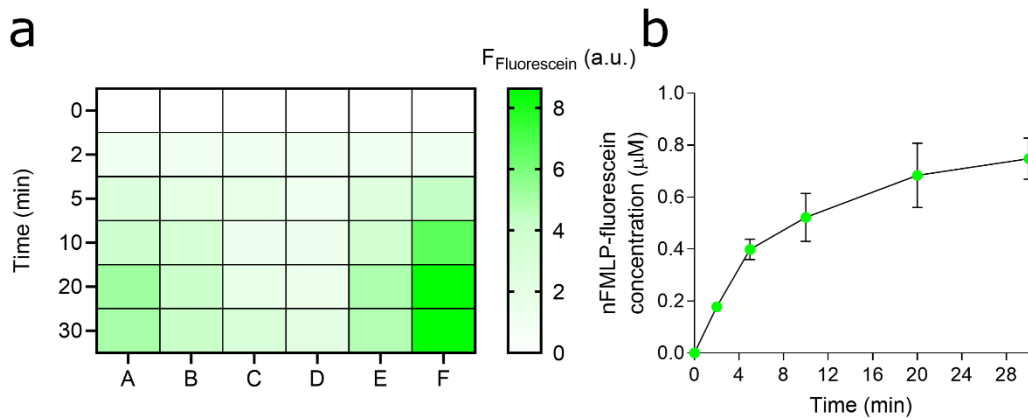 a
F Fluorescein (a.u.)
Time (min)
0
2
5
10
20
30
A B C D E F
8
6
4
2
0
b
nFMLP-fluorescein
concentration (μM)
1.0
0.8
0.6
0.4
0.2
0.0
0 4 8 12 16 20 24 28
Time (min)